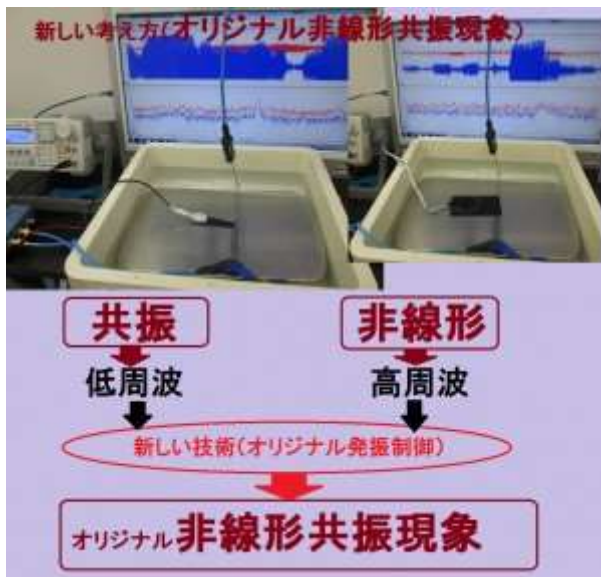 新しい考え方(オリジナル非線形共振現象)
共振
非線形
低周波
高周波
新しい技術(オリジナル発振制御)
オリジナル非線形共振現象